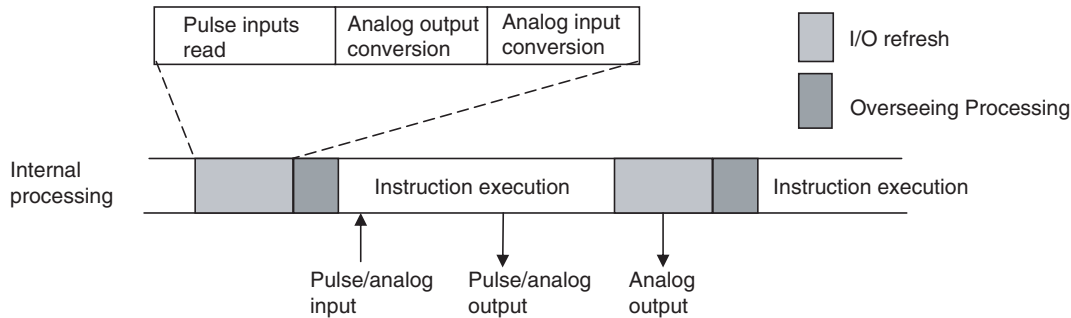 Pulse inputs
read
Analog output
conversion
Analog input
conversion
I/O refresh
Overseeing Processing
Internal
processing
Instruction execution
Instruction execution
Pulse/analog
input
Pulse/analog
output
Analog
output